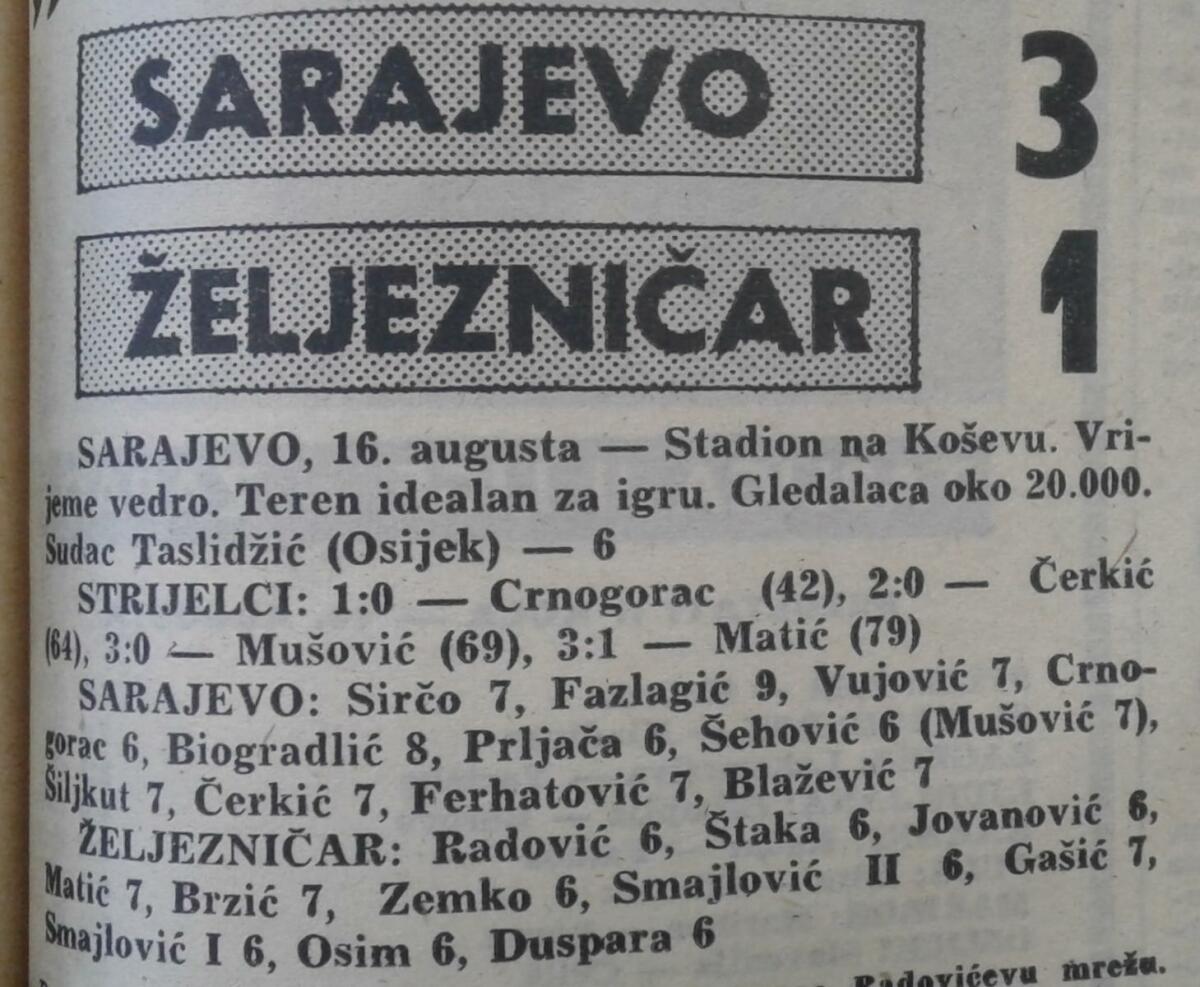 SARAJEVO 3
ŽELJEZNIČAR 1
SARAJEVO, 16. augusta — Stadion na Koševu. Vri-
jeme vedro. Teren idealan za igru. Gledalaca oko 20.000.
Sudac Taslidžić (Osijek) — 6
STRIJELCI: 1:0 — Crnogorac (42), 2:0 — Čerkić
(64), 3:0 — Mušović (69), 3:1 — Matić (79)
SARAJEVO: Sirčo 7, Fazlagić 9, Vujović 7, Crno-
gorac 6, Biogradlić 8, Prljača 6, Šehović 6 (Mušović 7),
Šiljkut 7, Čerkić 7, Ferhatović 7, Blažević 7
ŽELJEZNIČAR: Radović 6, Štaka 6, Jovanović 6,
Matić 7, Brzić 7, Zemko 6, Smajlović II 6, Gašić 7,
Smajlović I 6, Osim 6, Duspara 6
Radovićevu mrežu.